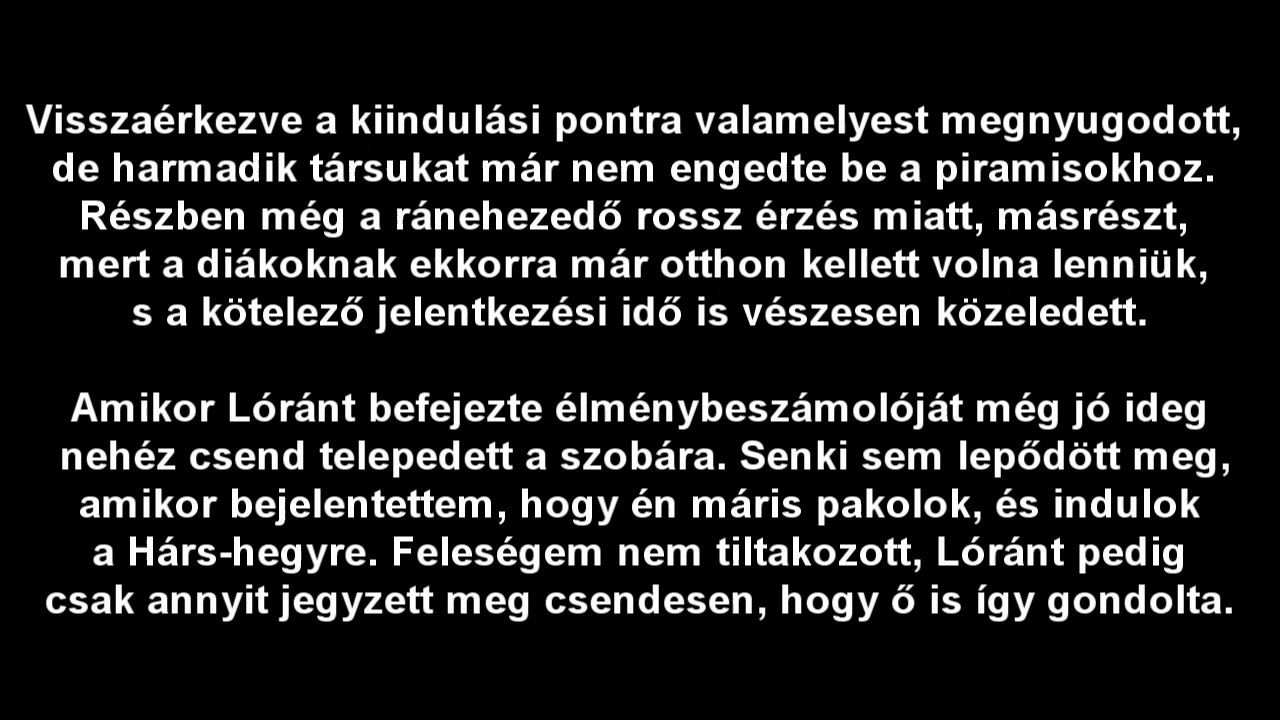 Visszaérkezve a kiindulási pontra valamelyest megnyugodott,
de harmadik társukat már nem engedte be a piramisokhoz.
Részben még a ránehezedő rossz érzés miatt, másrészt,
mert a diákoknak ekkorra már otthon kellett volna lenniük,
s a kötelező jelentkezési idő is vészesen közeledett.

Amikor Lóránt befejezte élménybeszámolóját még jó ideg
nehéz csend telepedett a szobára. Senki sem lepődött meg,
amikor bejelentettem, hogy én máris pakolok, és indulok
a Hárs-hegyre. Feleségem nem tiltakozott, Lóránt pedig
csak annyit jegyzett meg csendesen, hogy ő is így gondolta.